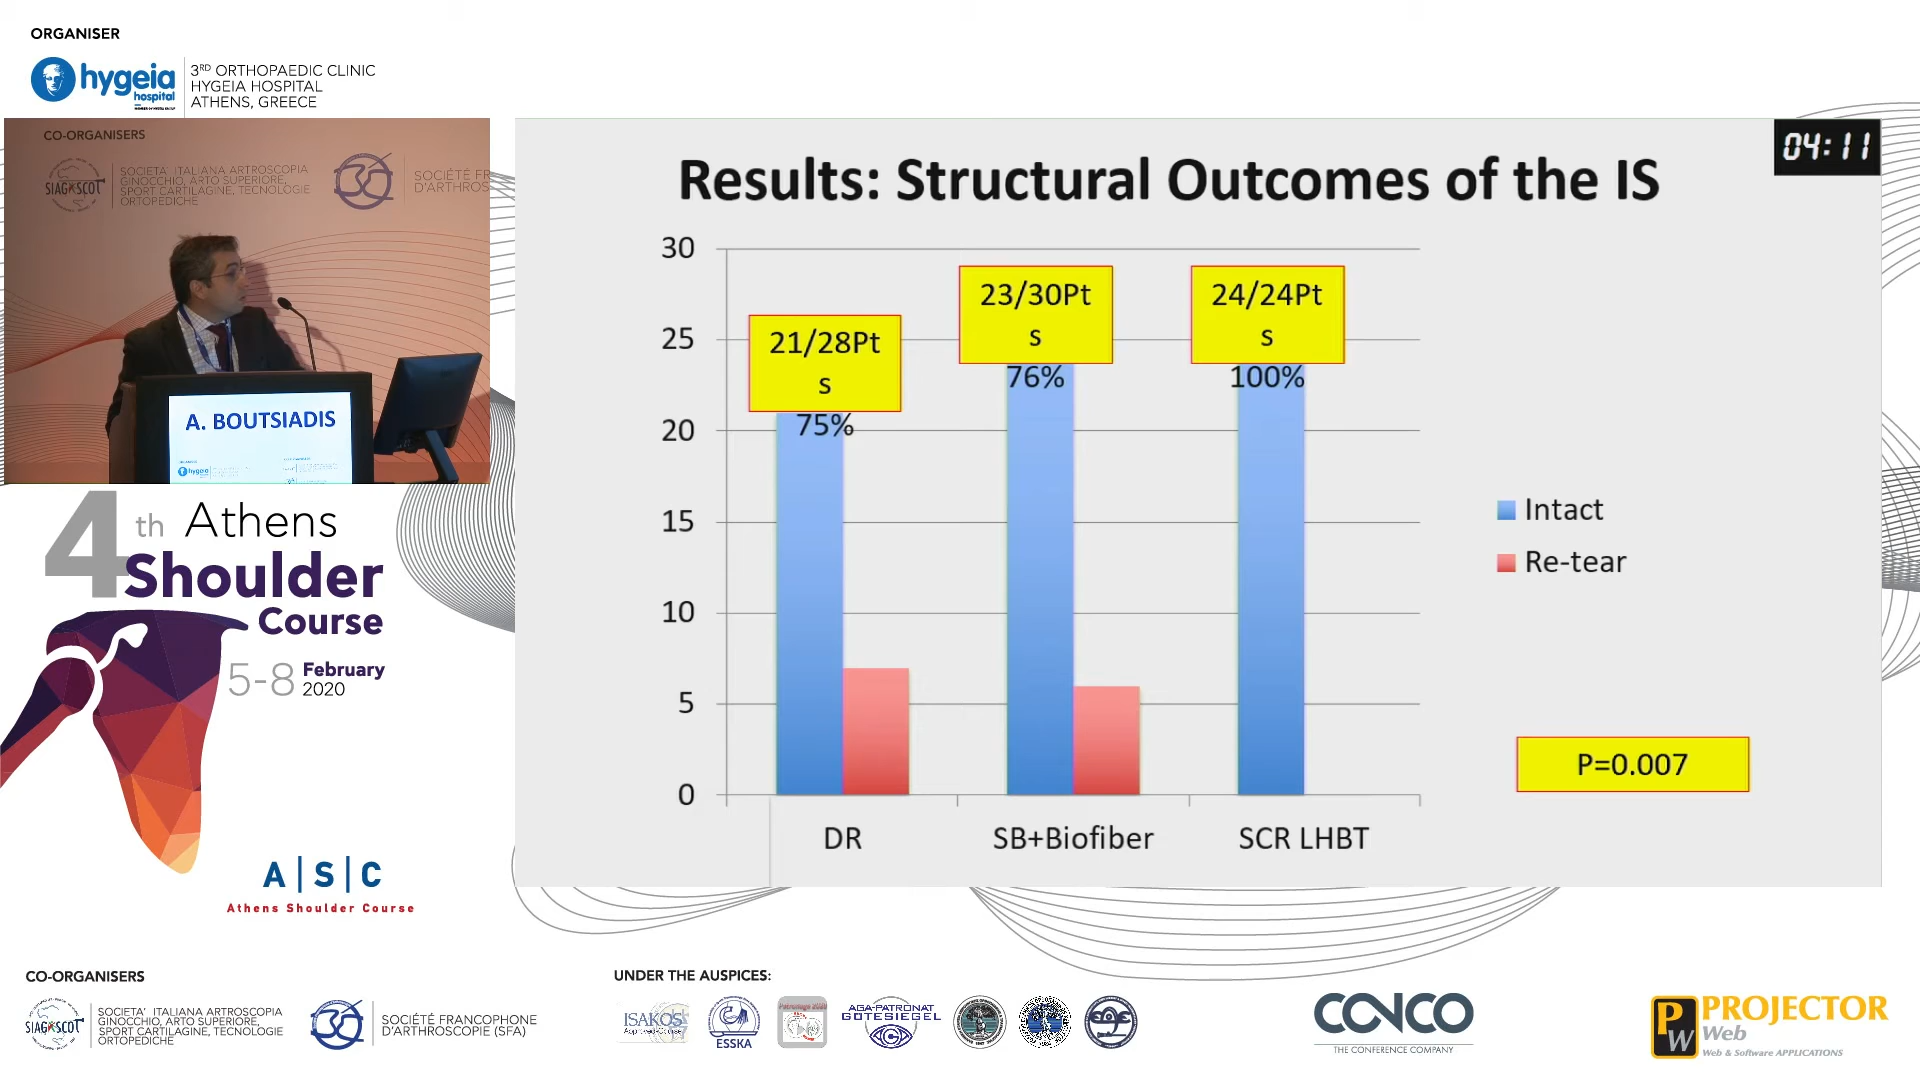 ORGANISER
hygeia
hospital
3RD ORTHOPAEDIC CLINIC
HYGEIA HOSPITAL
ATHENS, GREECE
CO-ORGANISERS
SIAGASCOT
SOCIETA' ITALIANA ARTROSCOPIA
GINOCCHIO, ARTO SUPERIORE,
SPORT CARTILAGINE, TECNOLOGIE
ORTOPEDICHE
SOCIÉTÉ FR
D'ARTHROS
A. BOUTSIADIS
hygeia
04:11
Results: Structural Outcomes of the IS
30
25
20
15
10
5
0
21/28Pt
s
75%
23/30Pt
s
76%
24/24Pt
s
100%
DR
SB+Biofiber
SCR LHBT
Intact
Re-tear
P=0.007
4th Athens
Shoulder
Course
5-8 February
2020
A|S|C
Athens Shoulder Course
CO-ORGANISERS
SIAGASCOT
SOCIETA' ITALIANA ARTROSCOPIA
GINOCCHIO, ARTO SUPERIORE,
SPORT CARTILAGINE, TECNOLOGIE
ORTOPEDICHE
SOCIÉTÉ FRANCOPHONE
D'ARTHROSCOPIE (SFA)
UNDER THE AUSPICES:
ISAKOS
ESSKA
AGA-PATRONAT
GÜTESIEGEL
CONCO
THE CONFERENCE COMPANY
PW
PROJECTOR
Web
Web & Software APPLICATIONS